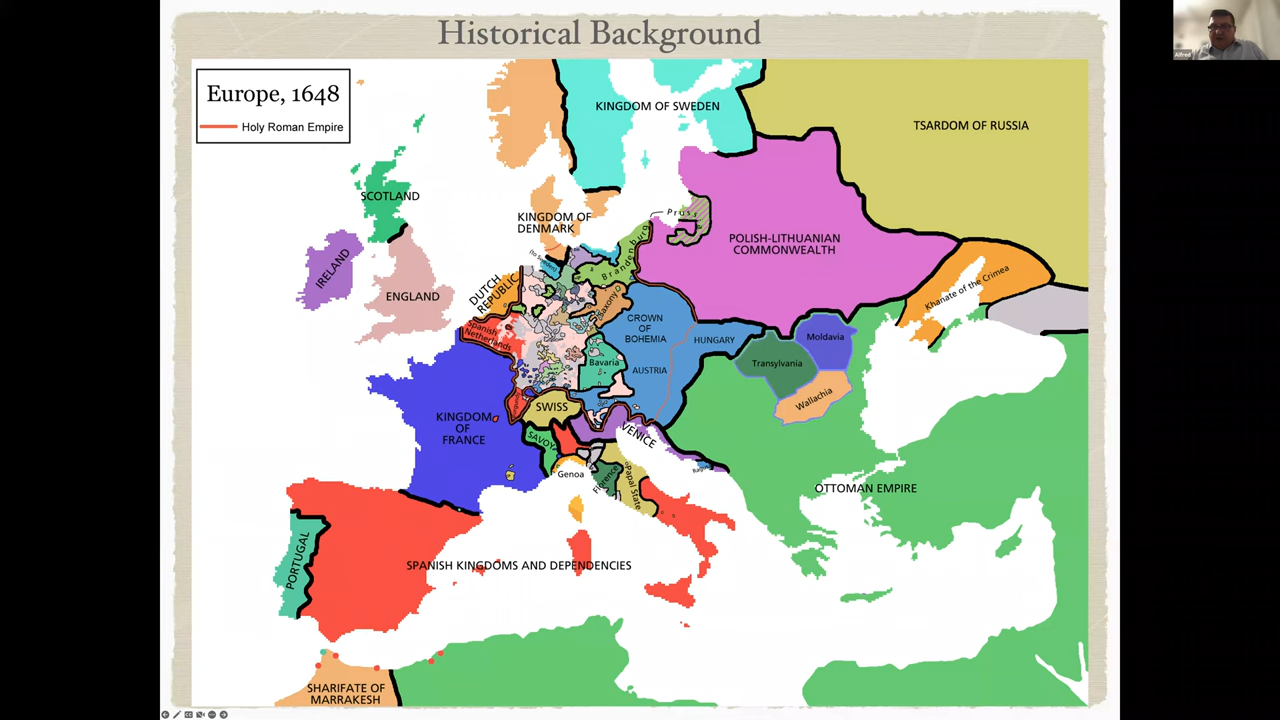 Historical Background
Alfred
Europe, 1648
Holy Roman Empire
KINGDOM OF SWEDEN
TSARDOM OF RUSSIA
SCOTLAND
KINGDOM OF
DENMARK
IRELAND
ENGLAND
DUTCH
REPUBLIC
(to Sweden)
Brandenburg
Prussia
POLISH-LITHUANIAN
COMMONWEALTH
Khanate of the Crimea
Spanish
Netherlands
Saxony
CROWN
OF
BOHEMIA
HUNGARY
Moldavia
Transylvania
Wallachia
Bavaria
AUSTRIA
KINGDOM
OF
FRANCE
SWISS
SAVOY
VENICE
Genoa
Florence
Papal State
OTTOMAN EMPIRE
PORTUGAL
SPANISH KINGDOMS AND DEPENDENCIES
SHARIFATE OF
MARRAKESH